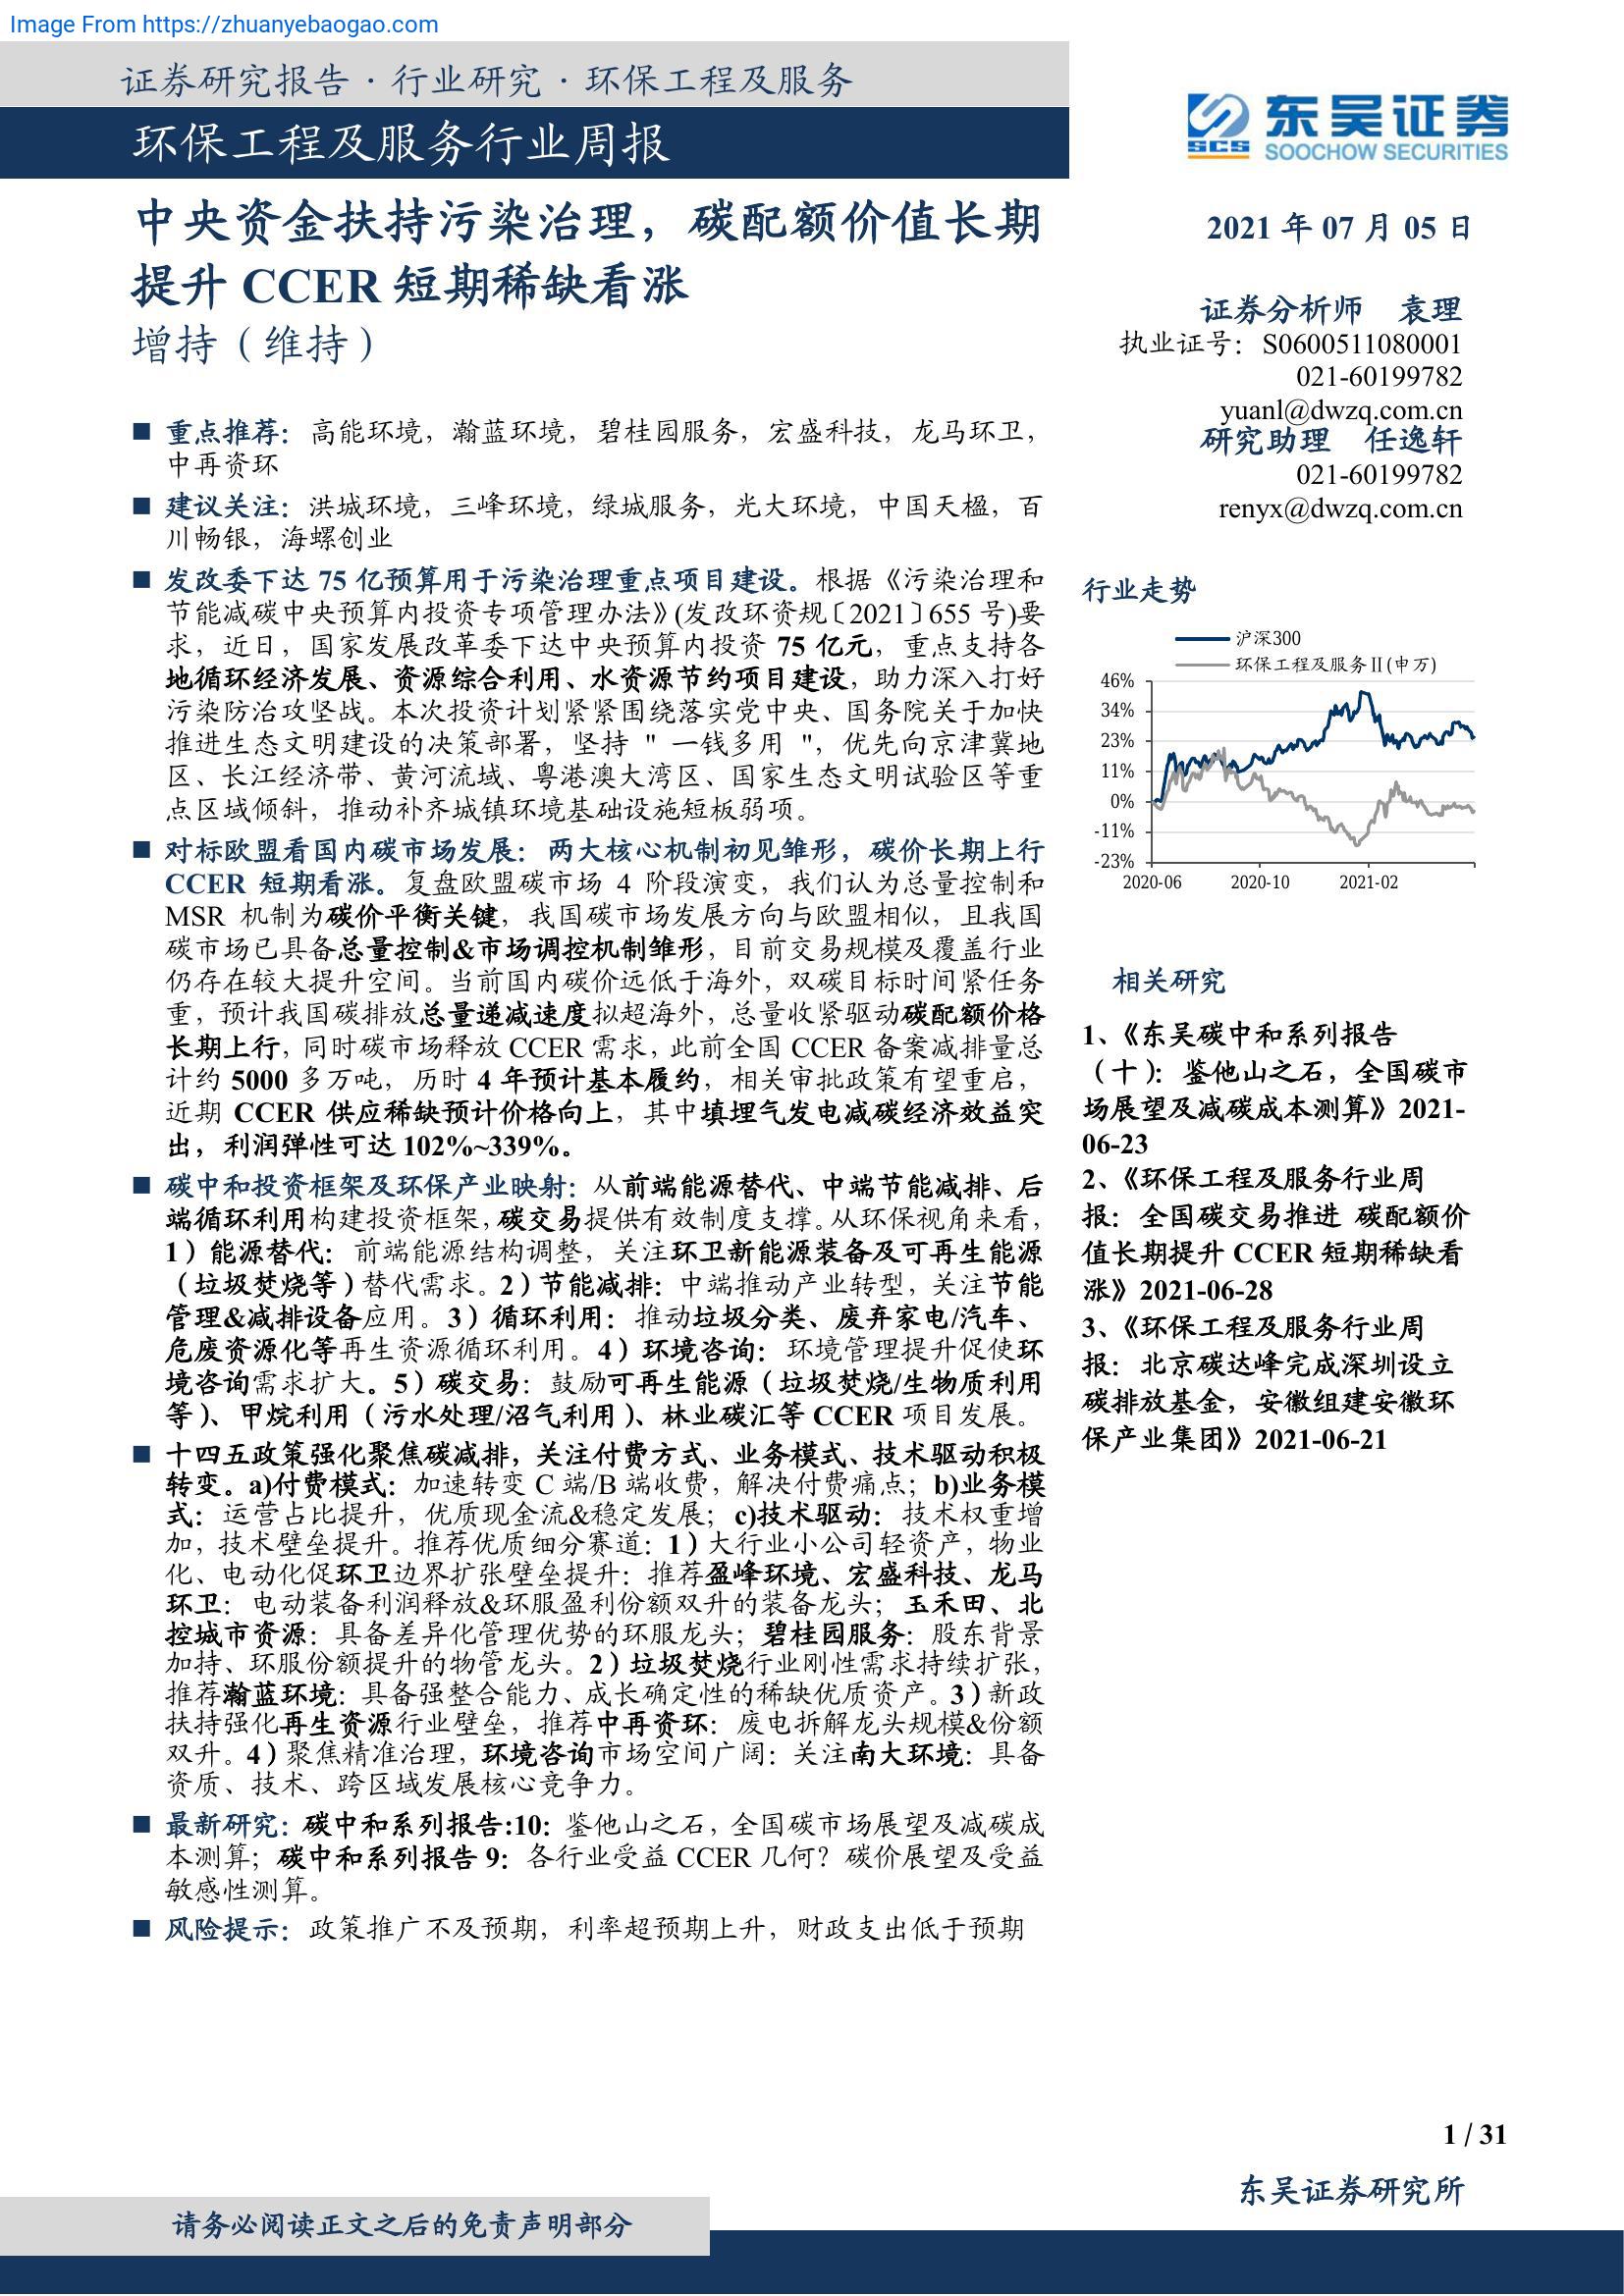 Image From https://zhuanyebaogao.com
证券研究报告·行业研究·环保工程及服务
环保工程及服务行业周报
东吴证券
SCS
SOOCHOW SECURITIES
中央资金扶持污染治理，碳配额价值长期
提升 CCER 短期稀缺看涨
增持（维持）
■ 重点推荐：高能环境，瀚蓝环境，碧桂园服务，宏盛科技，龙马环卫，
中再资环
■ 建议关注：洪城环境，三峰环境，绿城服务，光大环境，中国天楹，百
川畅银，海螺创业
■ 发改委下达 75 亿预算用于污染治理重点项目建设。根据《污染治理和
节能减碳中央预算内投资专项管理办法》(发改环资规〔2021〕655 号)要
求，近日，国家发展改革委下达中央预算内投资 75 亿元，重点支持各
地循环经济发展、资源综合利用、水资源节约项目建设，助力深入打好
污染防治攻坚战。本次投资计划紧紧围绕落实党中央、国务院关于加快
推进生态文明建设的决策部署，坚持 " 一钱多用 "，优先向京津冀地
区、长江经济带、黄河流域、粤港澳大湾区、国家生态文明试验区等重
点区域倾斜，推动补齐城镇环境基础设施短板弱项。
■ 对标欧盟看国内碳市场发展：两大核心机制初见雏形，碳价长期上行
CCER 短期看涨。复盘欧盟碳市场 4 阶段演变，我们认为总量控制和
MSR 机制为碳价平衡关键，我国碳市场发展方向与欧盟相似，且我国
碳市场已具备总量控制&市场调控机制雏形，目前交易规模及覆盖行业
仍存在较大提升空间。当前国内碳价远低于海外，双碳目标时间紧任务
重，预计我国碳排放总量递减速度拟超海外，总量收紧驱动碳配额价格
长期上行，同时碳市场释放 CCER 需求，此前全国 CCER 备案减排量总
计约 5000 多万吨，历时 4 年预计基本履约，相关审批政策有望重启，
近期 CCER 供应稀缺预计价格向上，其中填埋气发电减碳经济效益突
出，利润弹性可达 102%~339%。
■ 碳中和投资框架及环保产业映射：从前端能源替代、中端节能减排、后
端循环利用构建投资框架，碳交易提供有效制度支撑。从环保视角来看，
1）能源替代：前端能源结构调整，关注环卫新能源装备及可再生能源
（垃圾焚烧等）替代需求。2）节能减排：中端推动产业转型，关注节能
管理&减排设备应用。3）循环利用：推动垃圾分类、废弃家电/汽车、
危废资源化等再生资源循环利用。4）环境咨询：环境管理提升促使环
境咨询需求扩大。5）碳交易：鼓励可再生能源（垃圾焚烧/生物质利用
等）、甲烷利用（污水处理/沼气利用）、林业碳汇等 CCER 项目发展。
■ 十四五政策强化聚焦碳减排，关注付费方式、业务模式、技术驱动积极
转变。a)付费模式：加速转变 C 端/B 端收费，解决付费痛点；b)业务模
式：运营占比提升，优质现金流&稳定发展；c)技术驱动：技术权重增
加，技术壁垒提升。推荐优质细分赛道：1）大行业小公司轻资产，物业
化、电动化促环卫边界扩张壁垒提升：推荐盈峰环境、宏盛科技、龙马
环卫：电动装备利润释放&环服盈利份额双升的装备龙头；玉禾田、北
控城市资源：具备差异化管理优势的环服龙头；碧桂园服务：股东背景
加持、环服份额提升的物管龙头。2）垃圾焚烧行业刚性需求持续扩张，
推荐瀚蓝环境：具备强整合能力、成长确定性的稀缺优质资产。3）新政
扶持强化再生资源行业壁垒，推荐中再资环：废电拆解龙头规模&份额
双升。4）聚焦精准治理，环境咨询市场空间广阔：关注南大环境：具备
资质、技术、跨区域发展核心竞争力。
■ 最新研究：碳中和系列报告:10：鉴他山之石，全国碳市场展望及减碳成
本测算；碳中和系列报告 9：各行业受益 CCER 几何？碳价展望及受益
敏感性测算。
■ 风险提示：政策推广不及预期，利率超预期上升，财政支出低于预期
2021 年 07 月 05 日
证券分析师 袁理
执业证号：S0600511080001
021-60199782
yuanl@dwzq.com.cn
研究助理 任逸轩
021-60199782
renyx@dwzq.com.cn
行业走势
沪深300
环保工程及服务Ⅱ(申万)
46%
34%
23%
11%
0%
-11%
-23%
2020-06 2020-10 2021-02
相关研究
1、《东吴碳中和系列报告
（十）：鉴他山之石，全国碳市
场展望及减碳成本测算》2021-
06-23
2、《环保工程及服务行业周
报：全国碳交易推进 碳配额价
值长期提升 CCER 短期稀缺看
涨》2021-06-28
3、《环保工程及服务行业周
报：北京碳达峰完成深圳设立
碳排放基金，安徽组建安徽环
保产业集团》2021-06-21
1 / 31
东吴证券研究所
请务必阅读正文之后的免责声明部分